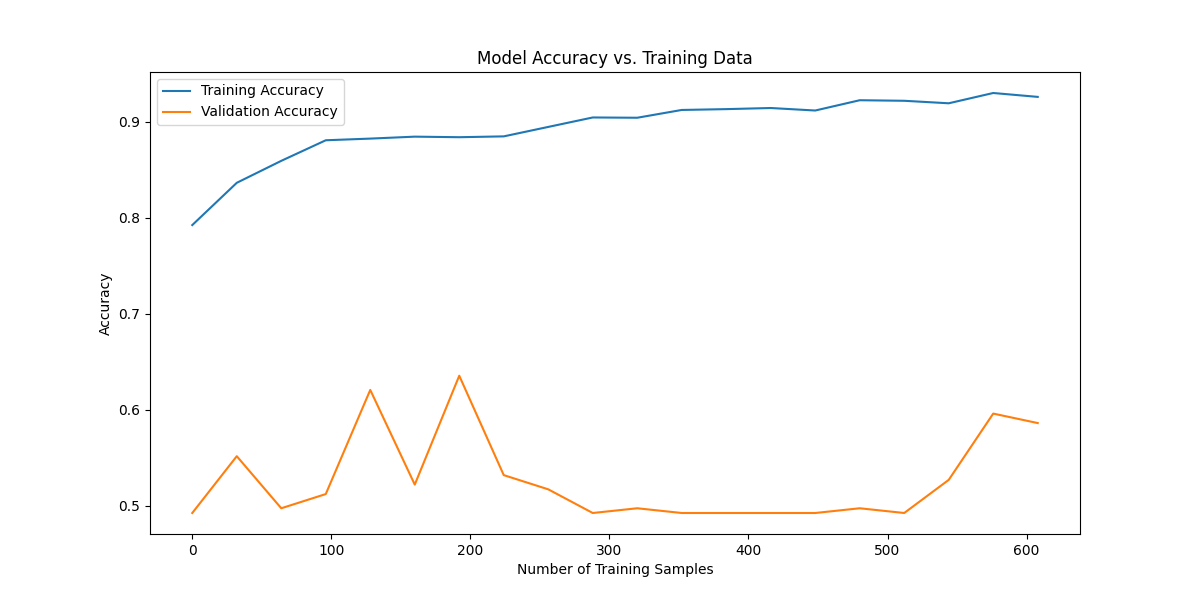 Model Accuracy vs. Training Data
Training Accuracy
Validation Accuracy
0.9
0.8
0.7
0.6
0.5
Accuracy
0 100 200 300 400 500 600
Number of Training Samples